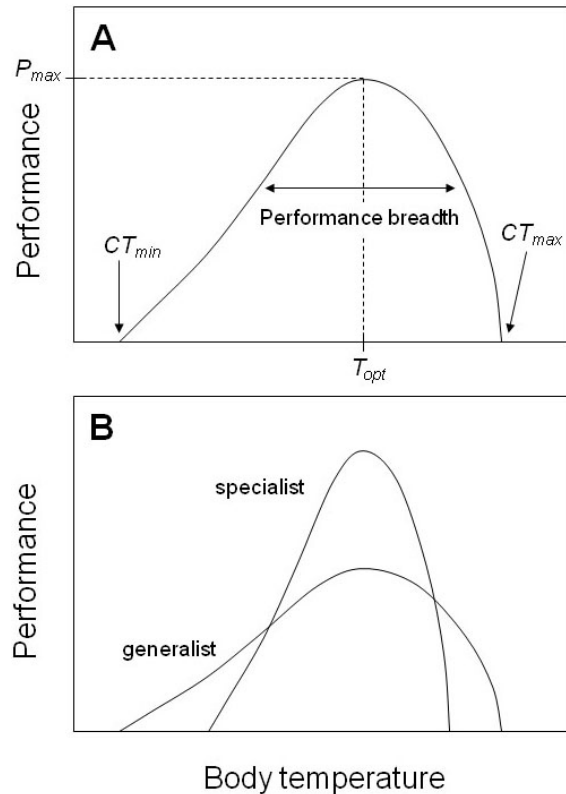 A
Pmax
Performance
CTmin
Performance breadth
CTmax
Topt
B
specialist
Performance
generalist
Body temperature